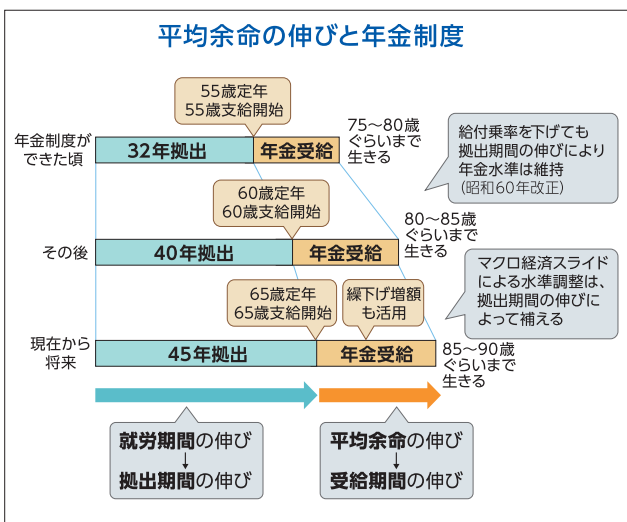 平均余命の伸びと年金制度
55歳定年
55歳支給開始
75〜80歳
ぐらいまで
生きる
年金制度が
できた頃
32年拠出
年金受給
給付乗率を下げても
拠出期間の伸びにより
年金水準は維持
(昭和60年改正)
60歳定年
60歳支給開始
80〜85歳
ぐらいまで
生きる
その後
40年拠出
年金受給
マクロ経済スライド
による水準調整は、
拠出期間の伸びに
よって補える
65歳定年
65歳支給開始
繰下げ増額
も活用
現在から
将来
45年拠出
年金受給
85〜90歳
ぐらいまで
生きる
就労期間の伸び
拠出期間の伸び
平均余命の伸び
受給期間の伸び